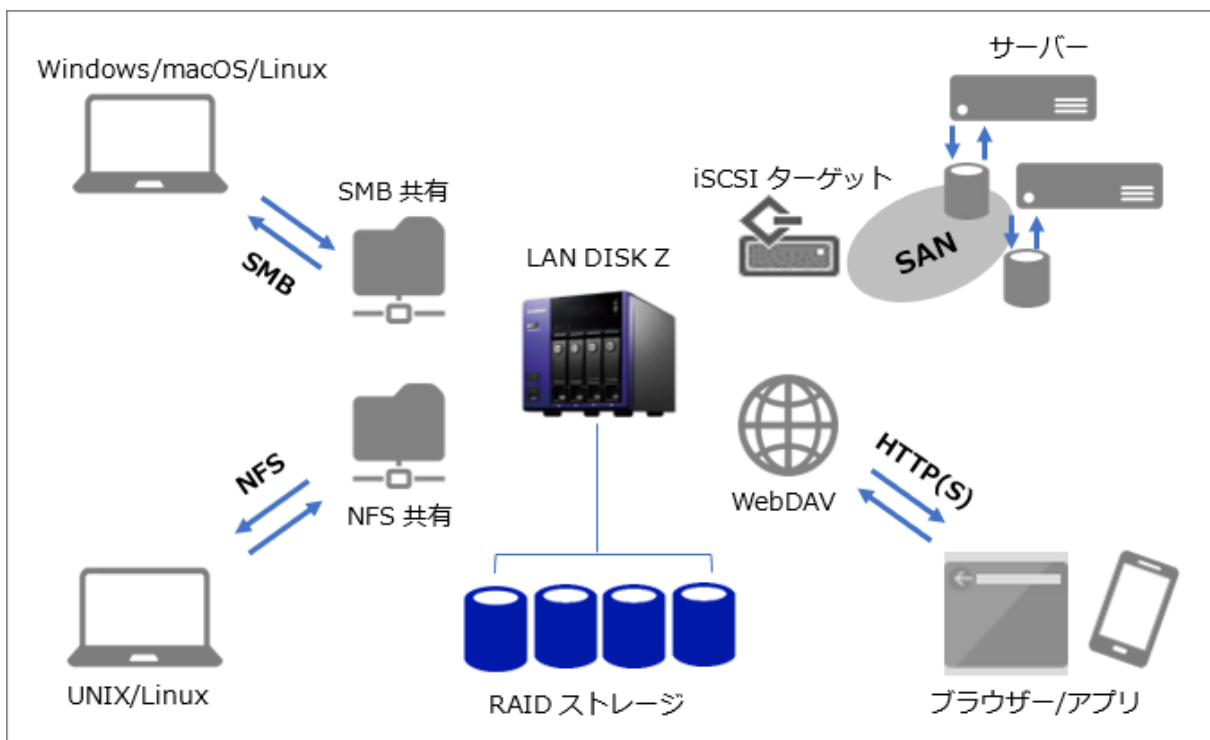 Windows/macOS/Linux
サーバー
SMB 共有
iSCSI ターゲット
SMB
SAN
LAN DISK Z
NFS
NFS 共有
WebDAV
HTTP(S)
UNIX/Linux
RAID ストレージ
ブラウザー/アプリ